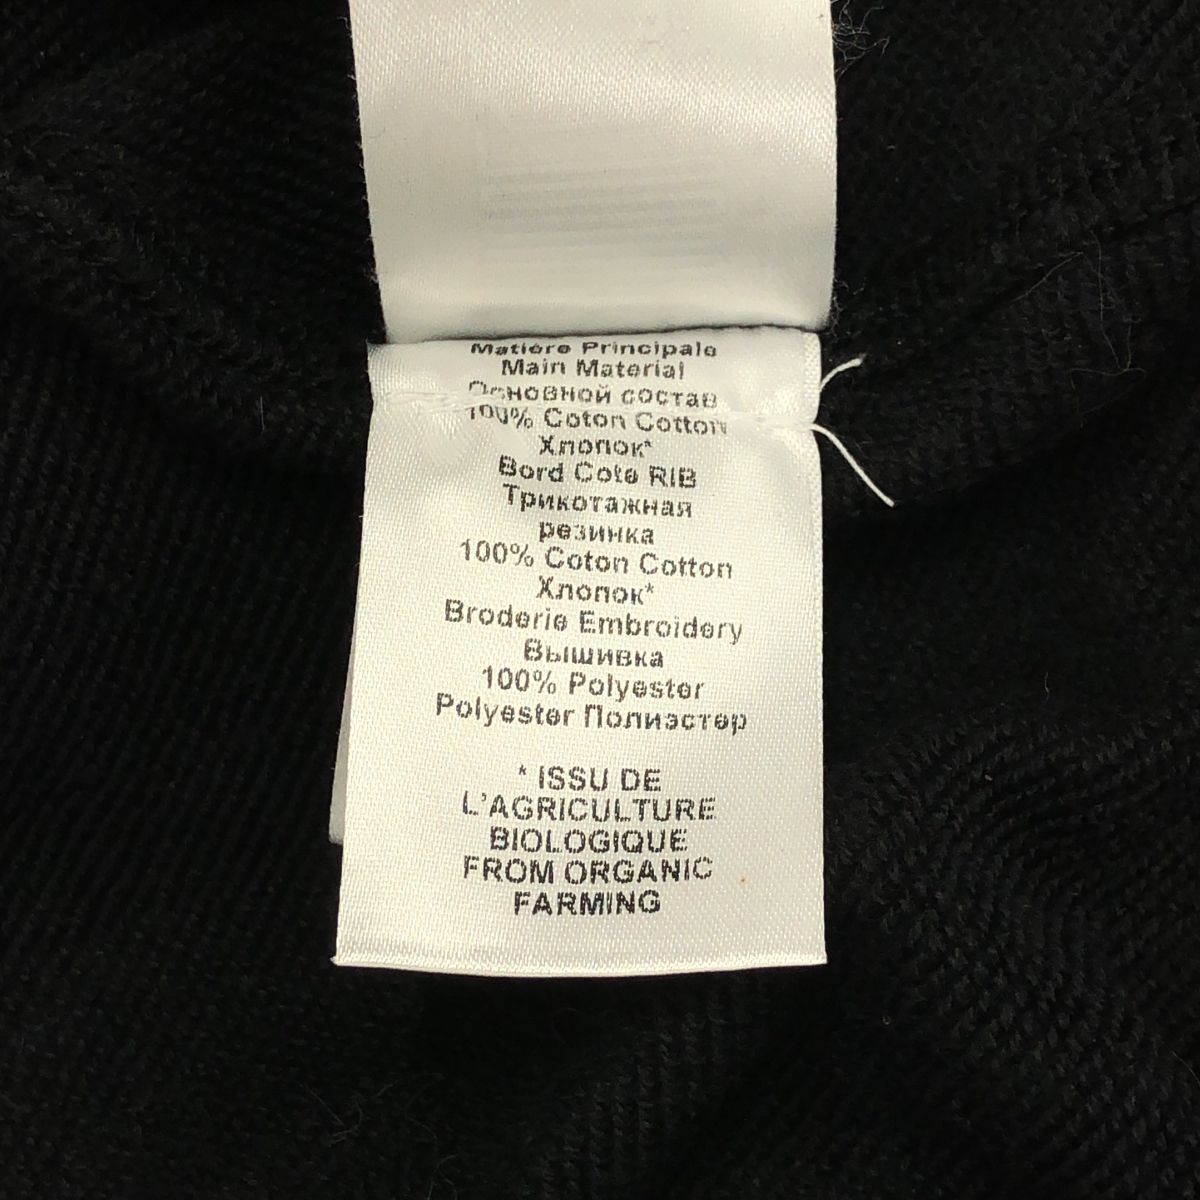 Matière Principale
Main Material
Основной состав
100% Coton Cotton
Хлопок*
Bord Cote RIB
Трикотажная
резинка
100% Coton Cotton
Хлопок*
Broderie Embroidery
Вышивка
100% Polyester
Polyester Полиэстер
* ISSU DE
L'AGRICULTURE
BIOLOGIQUE
FROM ORGANIC
FARMING